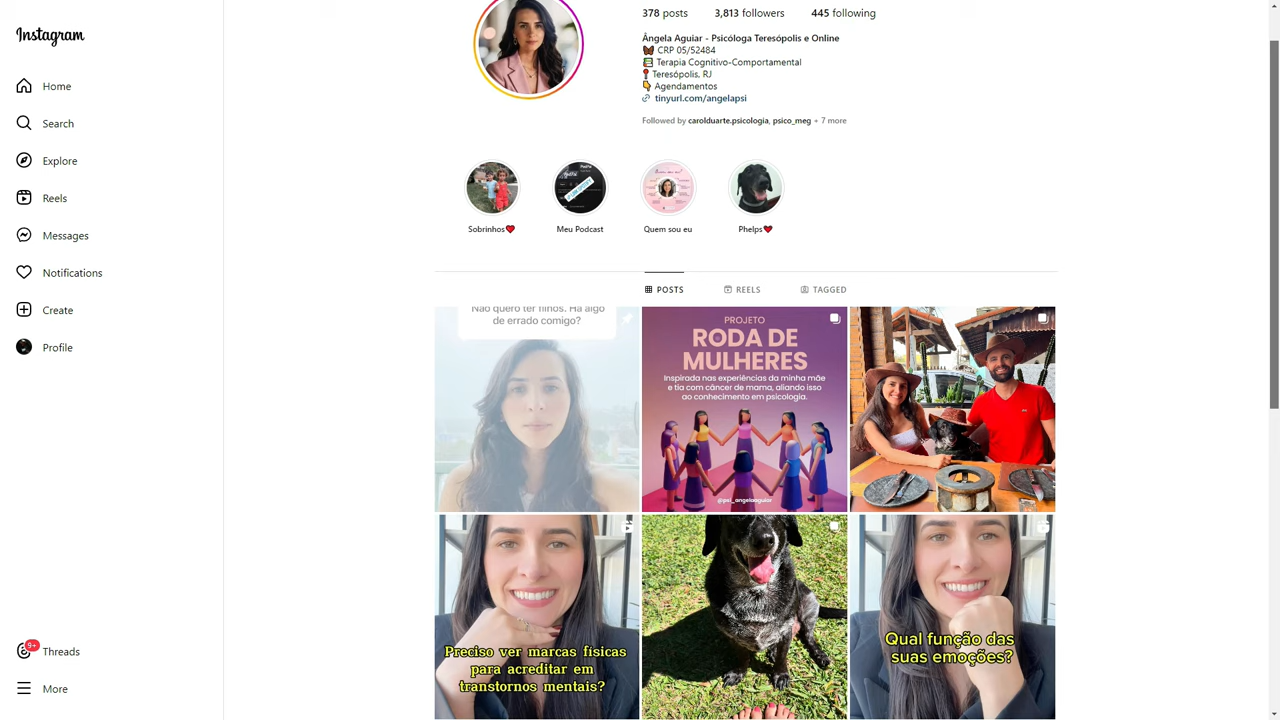 Instagram
Home
Search
Explore
Reels
Messages
Notifications
Create
Profile
9+
Threads
More
378 posts 3,813 followers 445 following
Ângela Aguiar - Psicóloga Teresópolis e Online
CRP 05/52484
Terapia Cognitivo-Comportamental
Teresópolis, RJ
Agendamentos
tinyurl.com/angelapsi
Followed by carolduarte.psicologia, psico_meg + 7 more
Sobrinhos Meu Podcast Quem sou eu Phelps
POSTS REELS TAGGED
Não quero ter filhos. Há algo
de errado comigo?
PROJETO
RODA DE
MULHERES
Inspirada nas experiências da minha mãe
e tia com câncer de mama, aliando isso
ao conhecimento em psicologia.
@psi_angelaaguiar
Preciso ver marcas físicas
para acreditar em
transtornos mentais?
Qual função das
suas emoções?